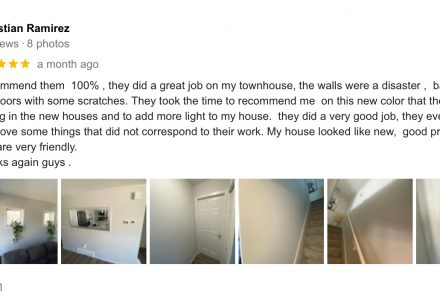 stian Ramirez
ews · 8 photos
a month ago
mmend them 100% , they did a great job on my townhouse, the walls were a disaster , ba
oors with some scratches. They took the time to recommend me on this new color that the
g in the new houses and to add more light to my house. they did a very good job, they eve
ove some things that did not correspond to their work. My house looked like new, good pr
are very friendly.
ks again guys .